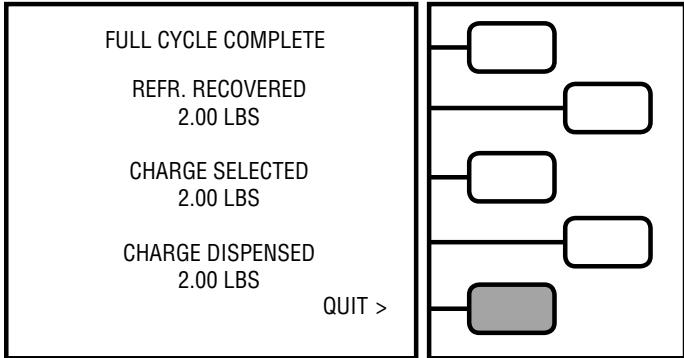 FULL CYCLE COMPLETE
REFR. RECOVERED
2.00 LBS
CHARGE SELECTED
2.00 LBS
CHARGE DISPENSED
2.00 LBS
QUIT >